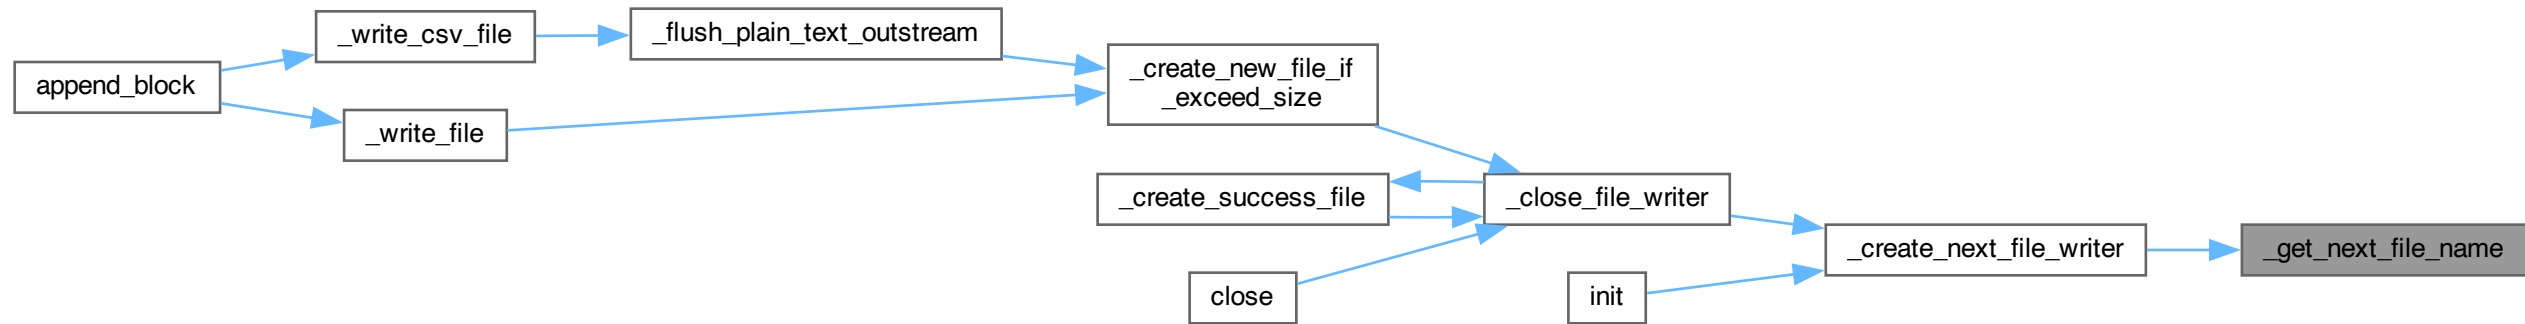 append_block
_write_csv_file
_write_file
_flush_plain_text_outstream
_create_new_file_if
_exceed_size
_create_success_file
close
_close_file_writer
init
_create_next_file_writer
_get_next_file_name